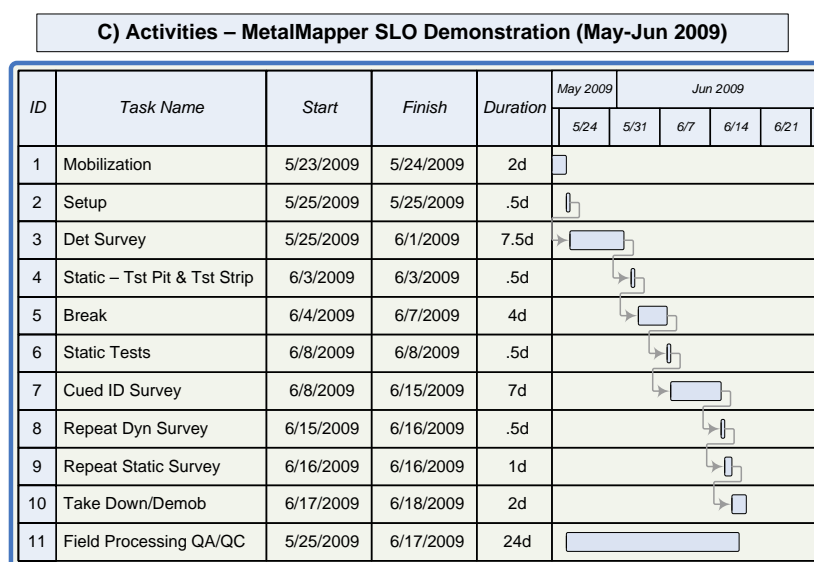 C) Activities – MetalMapper SLO Demonstration (May-Jun 2009)
ID Task Name Start Finish Duration May 2009 Jun 2009
5/24 5/31 6/7 6/14 6/21
1 Mobilization 5/23/2009 5/24/2009 2d
2 Setup 5/25/2009 5/25/2009 .5d
3 Det Survey 5/25/2009 6/1/2009 7.5d
4 Static – Tst Pit & Tst Strip 6/3/2009 6/3/2009 .5d
5 Break 6/4/2009 6/7/2009 4d
6 Static Tests 6/8/2009 6/8/2009 .5d
7 Cued ID Survey 6/8/2009 6/15/2009 7d
8 Repeat Dyn Survey 6/15/2009 6/16/2009 .5d
9 Repeat Static Survey 6/16/2009 6/16/2009 1d
10 Take Down/Demob 6/17/2009 6/18/2009 2d
11 Field Processing QA/QC 5/25/2009 6/17/2009 24d